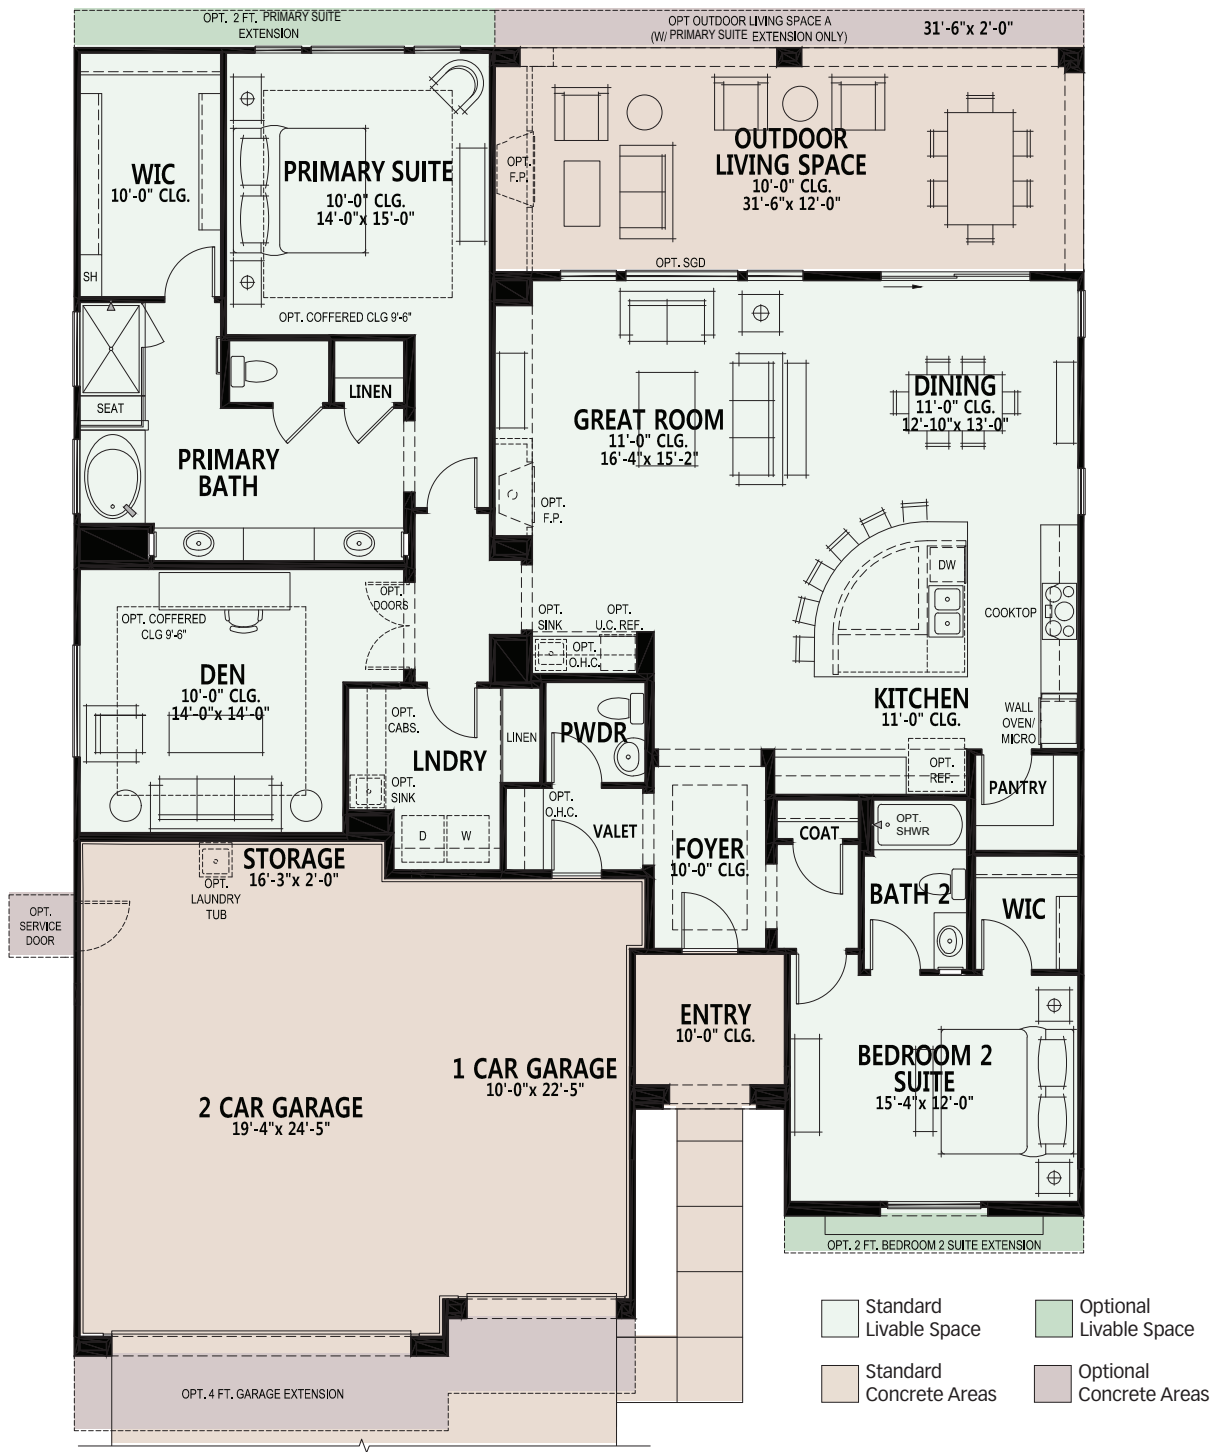 OPT. 2 FT. PRIMARY SUITE
EXTENSION
OPT OUTDOOR LIVING SPACE A
(W/ PRIMARY SUITE EXTENSION ONLY)
31'-6"x 2'-0"
WIC
10'-0" CLG.
SH
PRIMARY SUITE
10'-0" CLG.
14'-0"x 15'-0"
OPT. COFFERED CLG 9'-6"
OPT.
F.P.
OUTDOOR
LIVING SPACE
10'-0" CLG.
31'-6"x 12'-0"
OPT. SGD
SEAT
LINEN
PRIMARY
BATH
GREAT ROOM
11'-0" CLG.
16'-4"x 15'-2"
DINING
11'-0" CLG.
12'-10"x 13'-0"
OPT.
F.P.
DW
COOKTOP
OPT. COFFERED
CLG 9'-6"
OPT.
DOORS
OPT.
SINK
OPT.
U.C. REF.
OPT.
O.H.C.
DEN
10'-0" CLG.
14'-0"x 14'-0"
KITCHEN
11'-0" CLG.
WALL
OVEN/
MICRO
OPT.
CABS.
LNDRY
LINEN
PWDR
OPT.
REF.
PANTRY
OPT.
SINK
D
W
OPT.
O.H.C.
VALET
FOYER
10'-0" CLG.
COAT
OPT.
SHWR
STORAGE
16'-3"x 2'-0"
OPT.
LAUNDRY
TUB
BATH 2
WIC
OPT.
SERVICE
DOOR
ENTRY
10'-0" CLG.
1 CAR GARAGE
10'-0"x 22'-5"
2 CAR GARAGE
19'-4"x 24'-5"
BEDROOM 2
SUITE
15'-4"x 12'-0"
OPT. 2 FT. BEDROOM 2 SUITE EXTENSION
OPT. 4 FT. GARAGE EXTENSION
Standard
Livable Space
Optional
Livable Space
Standard
Concrete Areas
Optional
Concrete Areas